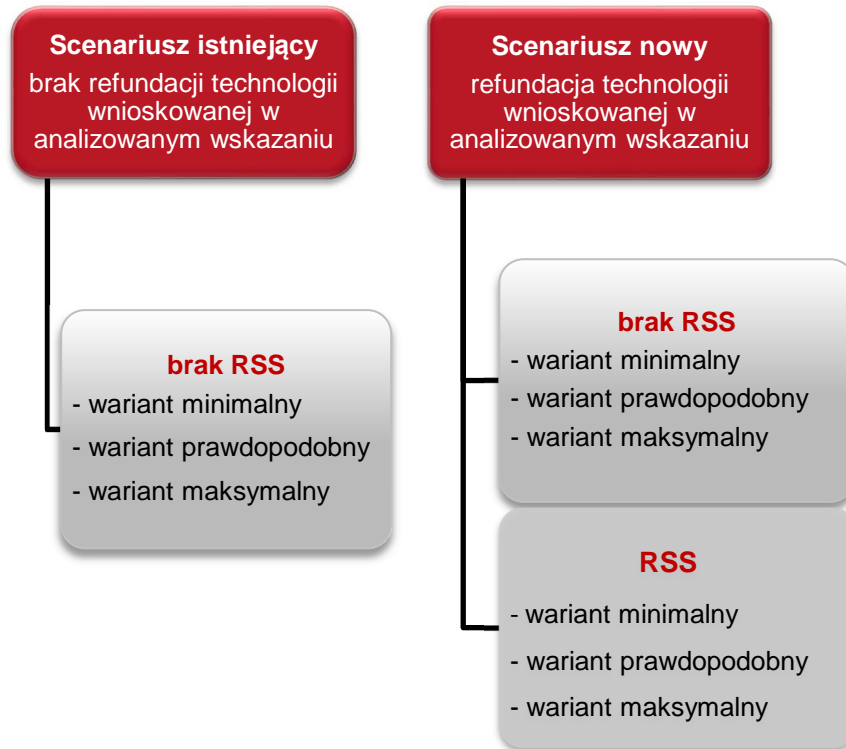 Scenariusz istniejący
brak refundacji technologii
wnioskowanej w
analizowanym wskazaniu
brak RSS
- wariant minimalny
- wariant prawdopodobny
- wariant maksymalny
Scenariusz nowy
refundacja technologii
wnioskowanej w
analizowanym wskazaniu
brak RSS
- wariant minimalny
- wariant prawdopodobny
- wariant maksymalny
RSS
- wariant minimalny
- wariant prawdopodobny
- wariant maksymalny